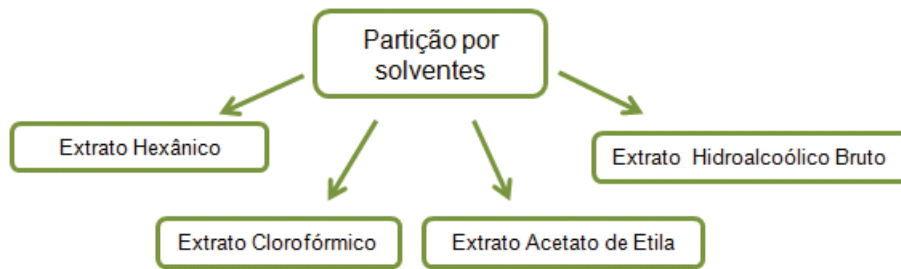 Partição por
solventes
Extrato Hexânico
Extrato Hidroalcoólico Bruto
Extrato Clorofórmico
Extrato Acetato de Etila